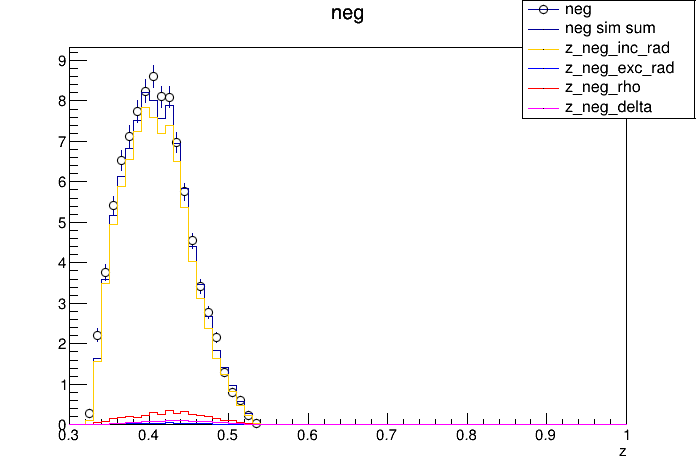 neg
neg
neg sim sum
z_neg_inc_rad
z_neg_exc_rad
z_neg_rho
z_neg_delta
9
8
7
6
5
4
3
2
1
0
0.3 0.4 0.5 0.6 0.7 0.8 0.9 1
z